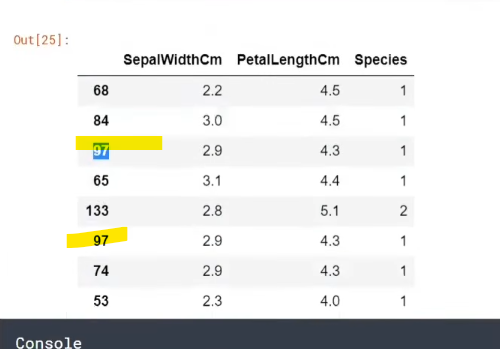 Out[25]:
SepalWidthCm PetalLengthCm Species
68 2.2 4.5 1
84 3.0 4.5 1
97 2.9 4.3 1
65 3.1 4.4 1
133 2.8 5.1 2
97 2.9 4.3 1
74 2.9 4.3 1
53 2.3 4.0 1
Console